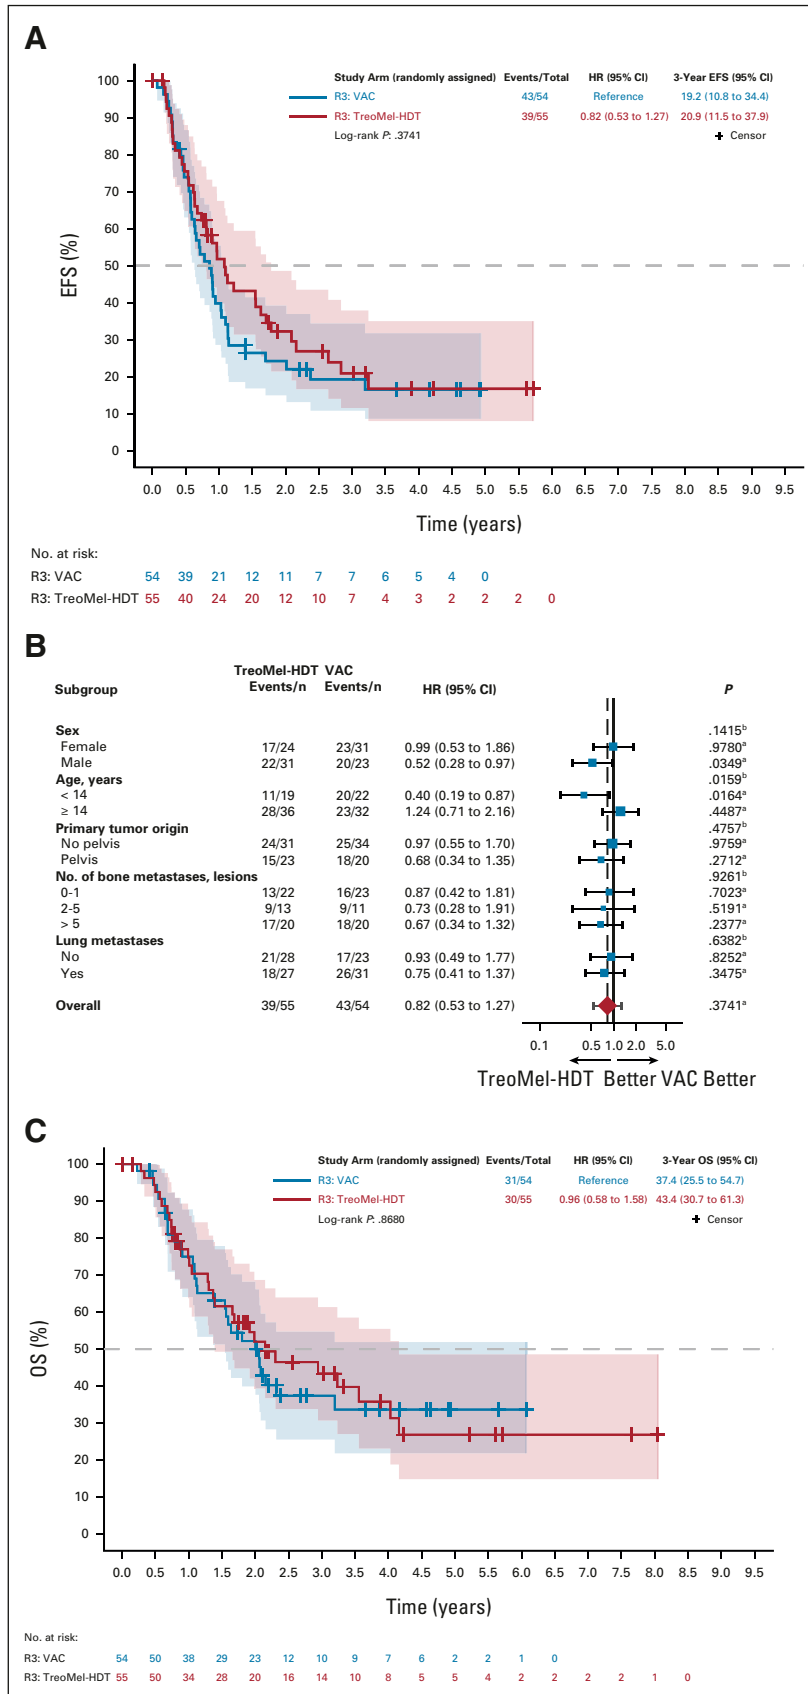 A
Study Arm (randomly assigned) Events/Total HR (95% CI) 3-Year EFS (95% CI)
R3: VAC 43/54 Reference 19.2 (10.8 to 34.4)
R3: TreoMel-HDT 39/55 0.82 (0.53 to 1.27) 20.9 (11.5 to 37.9)
Log-rank P: .3741 + Censor
100
90
80
70
60
50
40
30
20
10
0
EFS (%)
0.0 0.5 1.0 1.5 2.0 2.5 3.0 3.5 4.0 4.5 5.0 5.5 6.0 6.5 7.0 7.5 8.0 8.5 9.0 9.5
Time (years)
No. at risk:
R3: VAC 54 39 21 12 11 7 7 6 5 4 0
R3: TreoMel-HDT 55 40 24 20 12 10 7 4 3 2 2 2 0
B
TreoMel-HDT VAC
Subgroup Events/n Events/n HR (95% CI) P
Sex .1415b
Female 17/24 23/31 0.99 (0.53 to 1.86) .9780a
Male 22/31 20/23 0.52 (0.28 to 0.97) .0349a
Age, years .0159b
< 14 11/19 20/22 0.40 (0.19 to 0.87) .0164a
≥ 14 28/36 23/32 1.24 (0.71 to 2.16) .4487a
Primary tumor origin .4757b
No pelvis 24/31 25/34 0.97 (0.55 to 1.70) .9759a
Pelvis 15/23 18/20 0.68 (0.34 to 1.35) .2712a
No. of bone metastases, lesions .9261b
0-1 13/22 16/23 0.87 (0.42 to 1.81) .7023a
2-5 9/13 9/11 0.73 (0.28 to 1.91) .5191a
> 5 17/20 18/20 0.67 (0.34 to 1.32) .2377a
Lung metastases .6382b
No 21/28 17/23 0.93 (0.49 to 1.77) .8252a
Yes 18/27 26/31 0.75 (0.41 to 1.37) .3475a
Overall 39/55 43/54 0.82 (0.53 to 1.27) .3741a
0.1 0.5 1.0 2.0 5.0
TreoMel-HDT Better VAC Better
C
Study Arm (randomly assigned) Events/Total HR (95% CI) 3-Year OS (95% CI)
R3: VAC 31/54 Reference 37.4 (25.5 to 54.7)
R3: TreoMel-HDT 30/55 0.96 (0.58 to 1.58) 43.4 (30.7 to 61.3)
Log-rank P: .8680 + Censor
100
90
80
70
60
50
40
30
20
10
0
OS (%)
0.0 0.5 1.0 1.5 2.0 2.5 3.0 3.5 4.0 4.5 5.0 5.5 6.0 6.5 7.0 7.5 8.0 8.5 9.0 9.5
Time (years)
No. at risk:
R3: VAC 54 50 38 29 23 12 10 9 7 6 2 2 1 0
R3: TreoMel-HDT 55 50 34 28 20 16 14 10 8 5 5 4 2 2 2 2 1 0